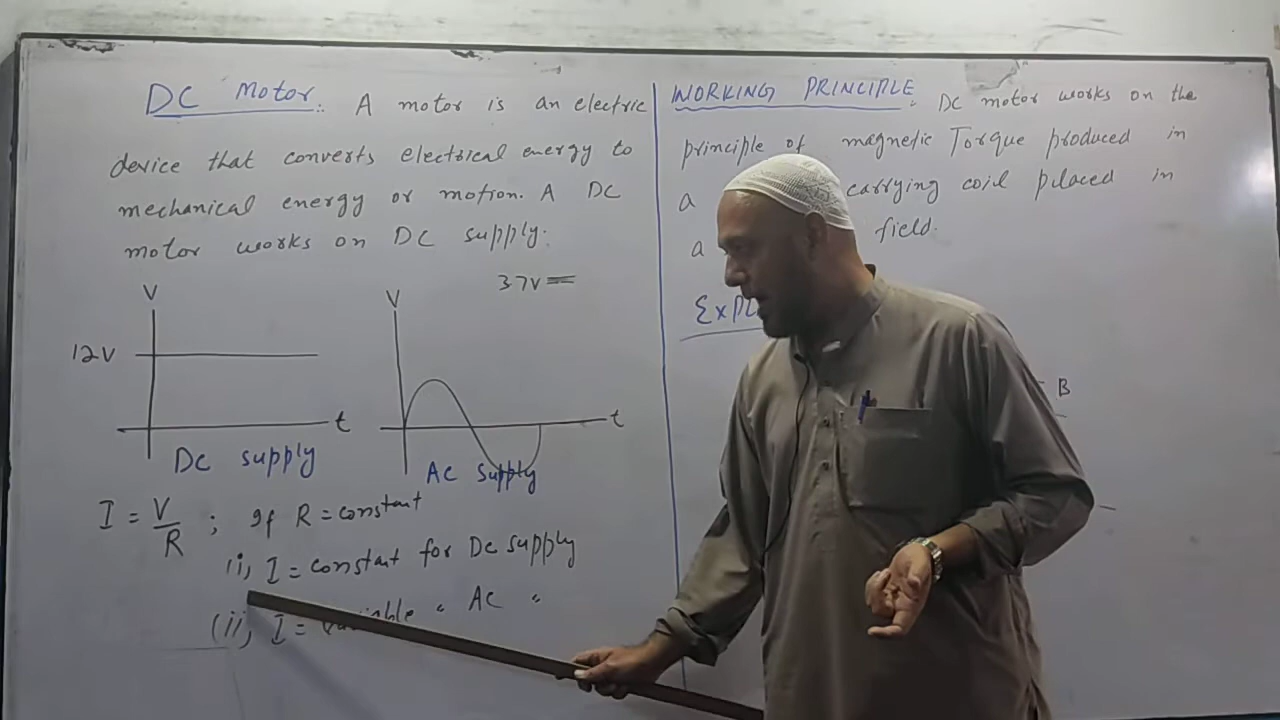 DC Motor:. A motor is an electric
device that converts electrical energy to
mechanical energy or motion. A DC
motor works on DC supply.
37V
V
12V
t
DC supply
V
t
AC supply
I = V/R ; If R = constant
i, I = constant for DC supply
(ii, I = variable " AC "
WORKING PRINCIPLE:. DC motor works on the
principle of magnetic Torque produced in
a carrying coil pilaced in
a field.
B